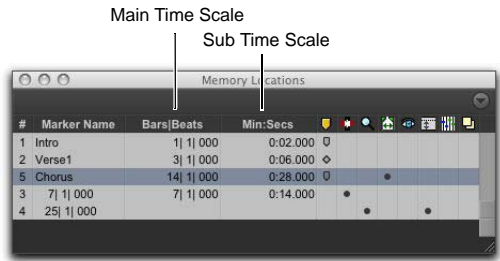 Main Time Scale
Sub Time Scale
Memory Locations
# Marker Name Bars|Beats Min:Secs
1 Intro 1| 1| 000 0:02.000
2 Verse1 3| 1| 000 0:06.000
5 Chorus 14| 1| 000 0:28.000
3 7| 1| 000 7| 1| 000 0:14.000
4 25| 1| 000